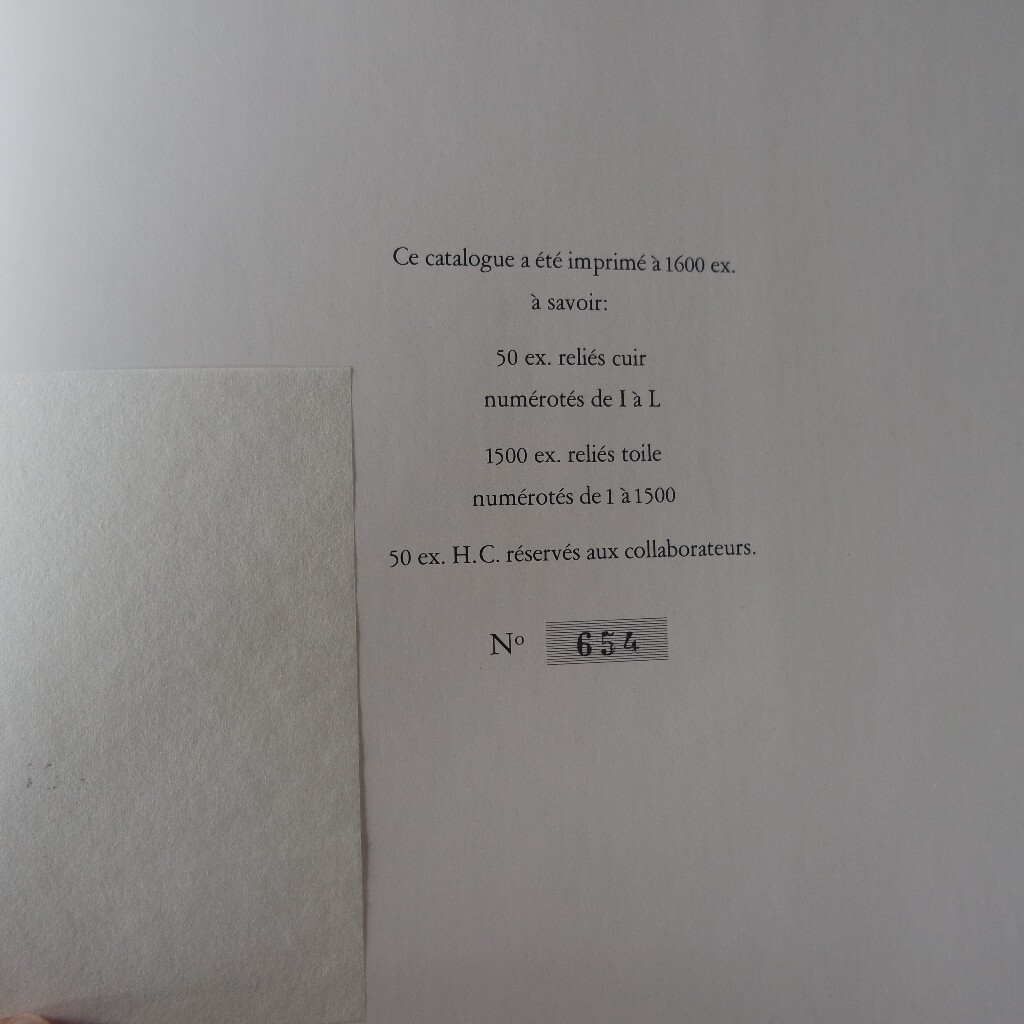 Ce catalogue a été imprimé à 1600 ex.
à savoir:
50 ex. reliés cuir
numérotés de I à L
1500 ex. reliés toile
numérotés de 1 à 1500
50 ex. H.C. réservés aux collaborateurs.
Nº 654